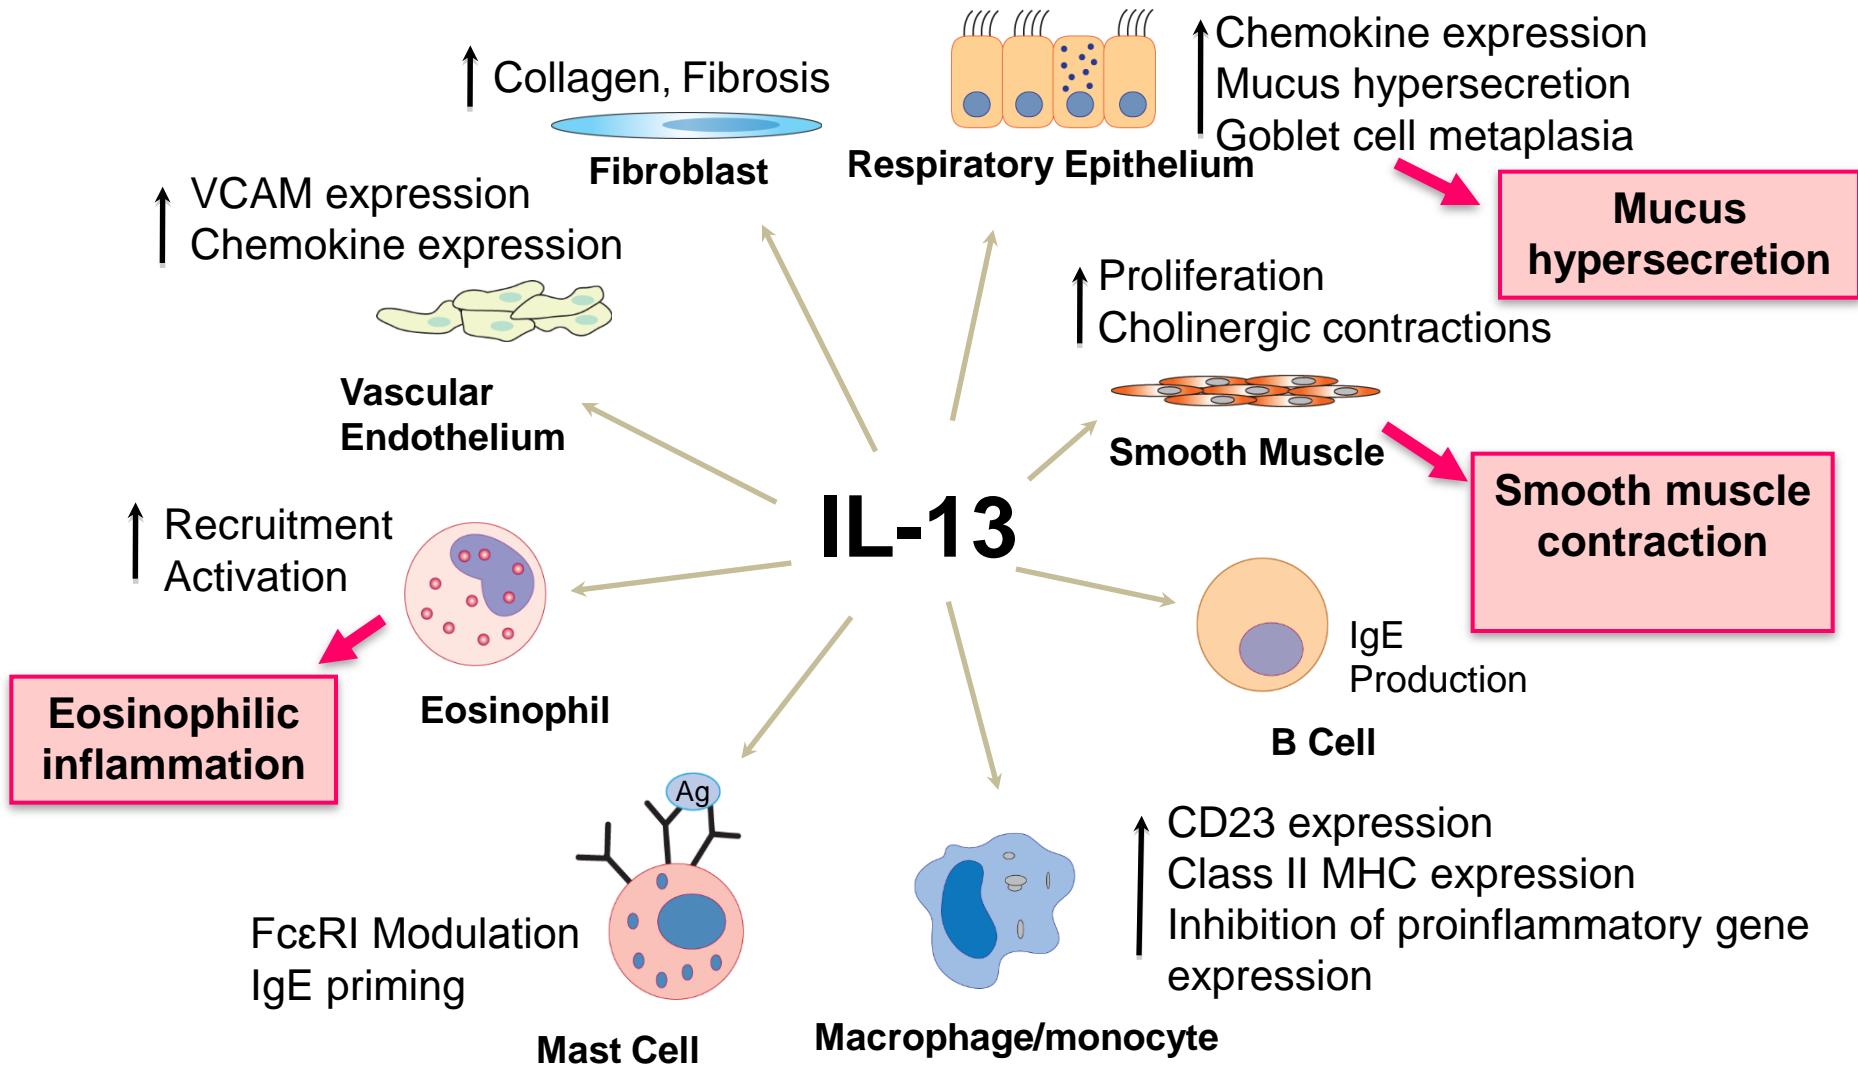 Collagen, Fibrosis
Fibroblast
Chemokine expression
Mucus hypersecretion
Goblet cell metaplasia
Respiratory Epithelium
Mucus
hypersecretion
VCAM expression
Chemokine expression
Vascular
Endothelium
Proliferation
Cholinergic contractions
Smooth Muscle
Smooth muscle
contraction
IL-13
Recruitment
Activation
Eosinophil
Eosinophilic
inflammation
IgE
Production
B Cell
Ag
FcεRI Modulation
IgE priming
Mast Cell
CD23 expression
Class II MHC expression
Inhibition of proinflammatory gene
expression
Macrophage/monocyte